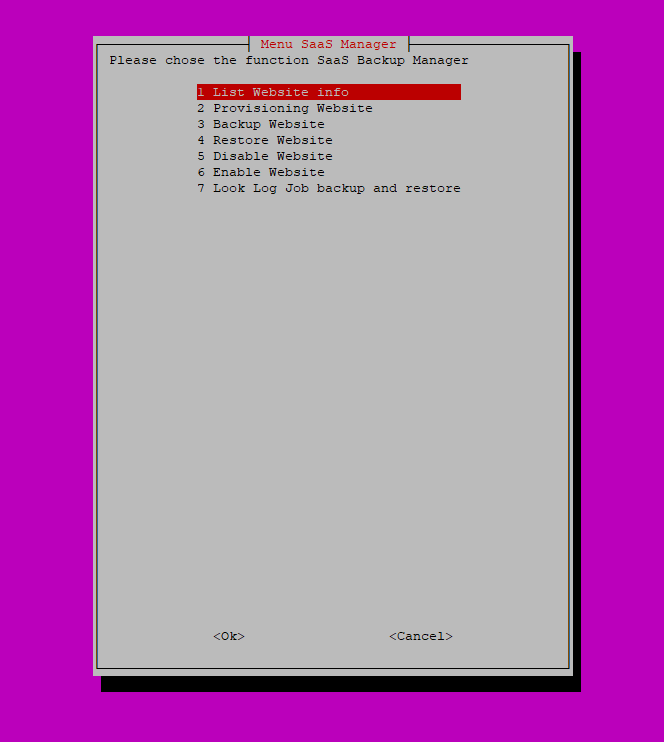 Menu SaaS Manager
Please chose the function SaaS Backup Manager
1 List Website info
2 Provisioning Website
3 Backup Website
4 Restore Website
5 Disable Website
6 Enable Website
7 Look Log Job backup and restore
<Ok> <Cancel>